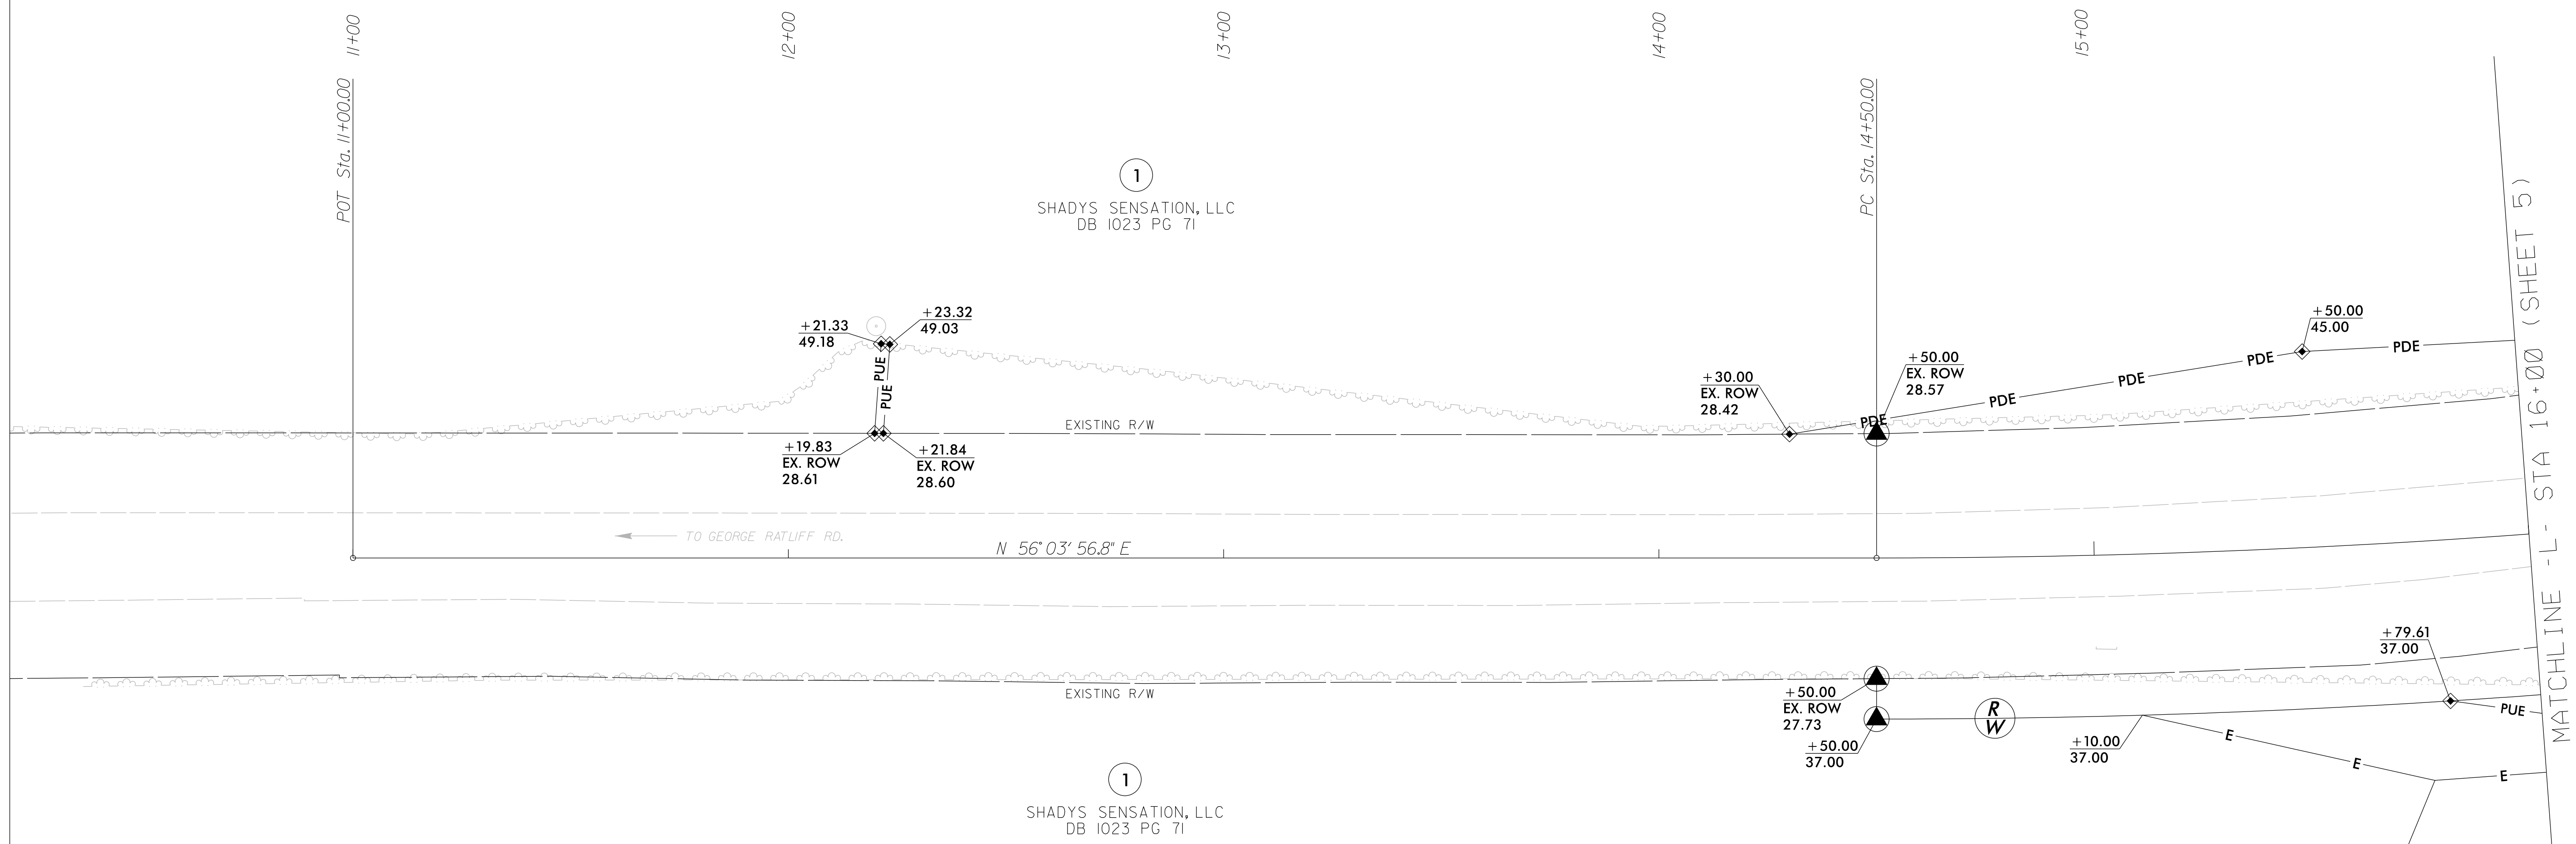 11+00
12+00
13+00
14+00
15+00
POT Sta. 11+00.00
PC Sta. 14+50.00
1
SHADYS SENSATION, LLC
DB 1023 PG 71
+21.33
49.18
+23.32
49.03
PUE
PUE
+19.83
EX. ROW
28.61
+21.84
EX. ROW
28.60
EXISTING R/W
+30.00
EX. ROW
28.42
+50.00
EX. ROW
28.57
PDE
PDE
PDE
PDE
PDE
+50.00
45.00
TO GEORGE RATLIFF RD.
N 56° 03' 56.8" E
EXISTING R/W
+50.00
EX. ROW
27.73
+50.00
37.00
R
W
+10.00
37.00
+79.61
37.00
PUE
E
E
E
1
SHADYS SENSATION, LLC
DB 1023 PG 71
MATCHLINE -L- STA 16+00 (SHEET 5)